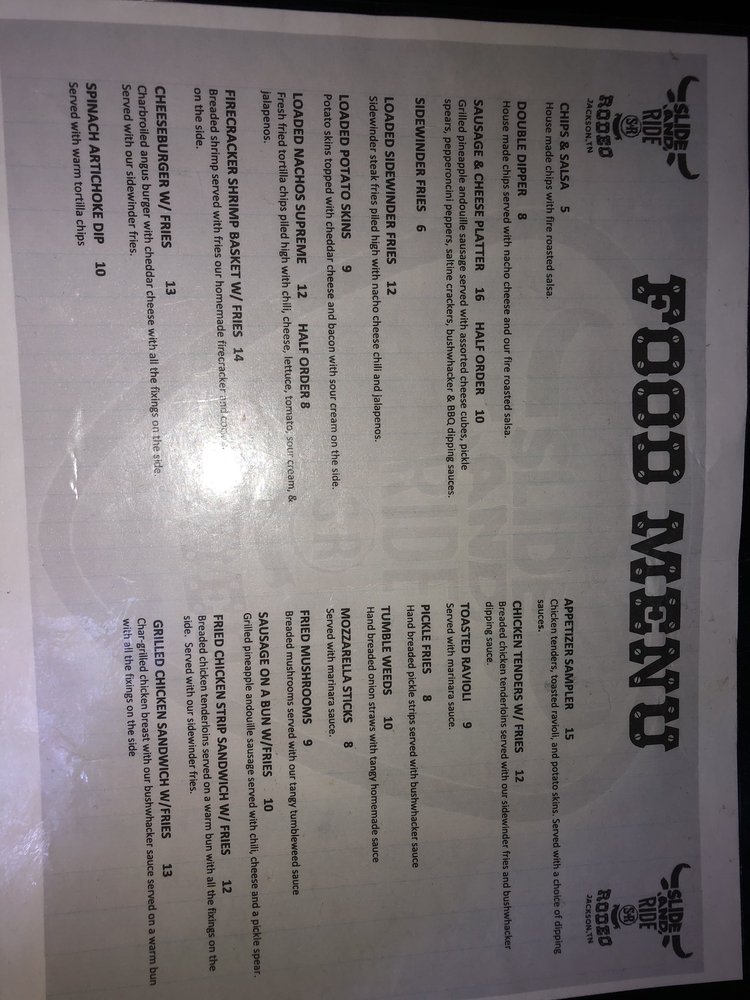 SLIDE
AND
RIDE
S&R
RODEO
JACKSON, TN
FOOD MENU
SLIDE
AND
RIDE
S&R
RODEO
JACKSON, TN
CHIPS & SALSA 5
House made chips with fire roasted salsa.
DOUBLE DIPPER 8
House made chips served with nacho cheese and our fire roasted salsa.
SAUSAGE & CHEESE PLATTER 16 HALF ORDER 10
Grilled pineapple andouille sausage served with assorted cheese cubes, pickle
spears, pepperoncini peppers, saltine crackers, bushwhacker & BBQ dipping sauces.
SIDEWINDER FRIES 6
LOADED SIDEWINDER FRIES 12
Sidewinder steak fries piled high with nacho cheese chili and jalapenos.
LOADED POTATO SKINS 9
Potato skins topped with cheddar cheese and bacon with sour cream on the side.
LOADED NACHOS SUPREME 12 HALF ORDER 8
Fresh fried tortilla chips piled high with chili, cheese, lettuce, tomato, sour cream, &
jalapenos.
FIRECRACKER SHRIMP BASKET W/ FRIES 14
Breaded shrimp served with fries our homemade firecracker and
on the side.
CHEESEBURGER W/ FRIES 13
Charbroiled angus burger with cheddar cheese with all the fixings on the side.
Served with our sidewinder fries.
SPINACH ARTICHOKE DIP 10
Served with warm tortilla chips
APPETIZER SAMPLER 15
Chicken tenders, toasted ravioli, and potato skins. Served with a choice of dipping
sauces.
CHICKEN TENDERS W/ FRIES 12
Breaded chicken tenderloins served with our sidewinder fries and bushwhacker
dipping sauce.
TOASTED RAVIOLI 9
Served with marinara sauce.
PICKLE FRIES 8
Hand breaded pickle strips served with bushwhacker sauce
TUMBLE WEEDS 10
Hand breaded onion straws with tangy homemade sauce
MOZZARELLA STICKS 8
Served with marinara sauce.
FRIED MUSHROOMS 9
Breaded mushrooms served with our tangy tumbleweed sauce
SAUSAGE ON A BUN W/FRIES 10
Grilled pineapple andouille sausage served with chili, cheese and a pickle spear.
FRIED CHICKEN STRIP SANDWICH W/ FRIES 12
Breaded chicken tenderloins served on a warm bun with all the fixings on the
side. Served with our sidewinder fries.
GRILLED CHICKEN SANDWICH W/FRIES 13
Char-grilled chicken breast with our bushwhacker sauce served on a warm bun
with all the fixings on the side